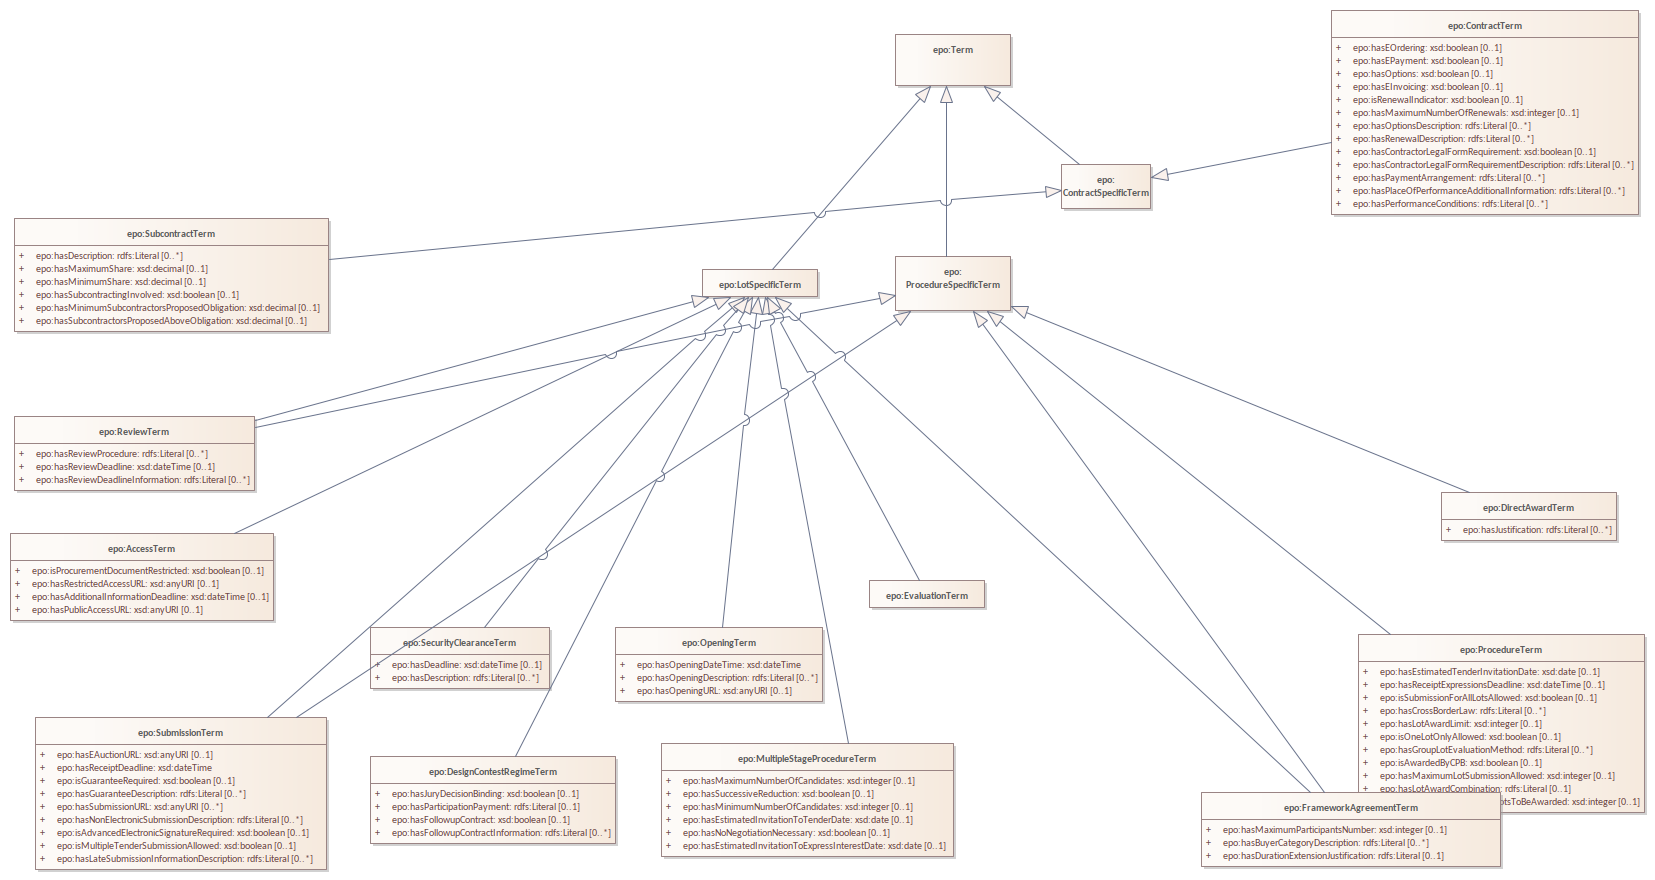 epo:Term
epo:ContractTerm
+ epo:hasEOrdering: xsd:boolean [0..1]
+ epo:hasEPayment: xsd:boolean [0..1]
+ epo:hasOptions: xsd:boolean [0..1]
+ epo:hasEInvoicing: xsd:boolean [0..1]
+ epo:isRenewalIndicator: xsd:boolean [0..1]
+ epo:hasMaximumNumberOfRenewals: xsd:integer [0..1]
+ epo:hasOptionsDescription: rdfs:Literal [0..*]
+ epo:hasRenewalDescription: rdfs:Literal [0..*]
+ epo:hasContractorLegalFormRequirement: xsd:boolean [0..1]
+ epo:hasContractorLegalFormRequirementDescription: rdfs:Literal [0..*]
+ epo:hasPaymentArrangement: rdfs:Literal [0..*]
+ epo:hasPlaceOfPerformanceAdditionalInformation: rdfs:Literal [0..*]
+ epo:hasPerformanceConditions: rdfs:Literal [0..*]
epo:
ContractSpecificTerm
epo:SubcontractTerm
+ epo:hasDescription: rdfs:Literal [0..*]
+ epo:hasMaximumShare: xsd:decimal [0..1]
+ epo:hasMinimumShare: xsd:decimal [0..1]
+ epo:hasSubcontractingInvolved: xsd:boolean [0..1]
+ epo:hasMinimumSubcontractorsProposedObligation: xsd:decimal [0..1]
+ epo:hasSubcontractorsProposedAboveObligation: xsd:decimal [0..1]
epo:LotSpecificTerm
epo:
ProcedureSpecificTerm
epo:ReviewTerm
+ epo:hasReviewProcedure: rdfs:Literal [0..*]
+ epo:hasReviewDeadline: xsd:dateTime [0..1]
+ epo:hasReviewDeadlineInformation: rdfs:Literal [0..*]
epo:DirectAwardTerm
+ epo:hasJustification: rdfs:Literal [0..*]
epo:AccessTerm
+ epo:isProcurementDocumentRestricted: xsd:boolean [0..1]
+ epo:hasRestrictedAccessURL: xsd:anyURI [0..1]
+ epo:hasAdditionalInformationDeadline: xsd:dateTime [0..1]
+ epo:hasPublicAccessURL: xsd:anyURI [0..1]
epo:EvaluationTerm
epo:SecurityClearanceTerm
+ epo:hasDeadline: xsd:dateTime [0..1]
+ epo:hasDescription: rdfs:Literal [0..*]
epo:OpeningTerm
+ epo:hasOpeningDateTime: xsd:dateTime
+ epo:hasOpeningDescription: rdfs:Literal [0..*]
+ epo:hasOpeningURL: xsd:anyURI [0..1]
epo:ProcedureTerm
+ epo:hasEstimatedTenderInvitationDate: xsd:date [0..1]
+ epo:hasReceiptExpressionsDeadline: xsd:dateTime [0..1]
+ epo:isSubmissionForAllLotsAllowed: xsd:boolean [0..1]
+ epo:hasCrossBorderLaw: rdfs:Literal [0..*]
+ epo:hasLotAwardLimit: xsd:integer [0..1]
+ epo:isOneLotOnlyAllowed: xsd:boolean [0..1]
+ epo:hasGroupLotEvaluationMethod: rdfs:Literal [0..*]
+ epo:isAwardedByCPB: xsd:boolean [0..1]
+ epo:hasMaximumLotSubmissionAllowed: xsd:integer [0..1]
+ epo:hasLotAwardCombination: rdfs:Literal [0..1]
otsToBeAwarded: xsd:integer [0..1]
epo:SubmissionTerm
+ epo:hasEAuctionURL: xsd:anyURI [0..1]
+ epo:hasReceiptDeadline: xsd:dateTime
+ epo:isGuaranteeRequired: xsd:boolean [0..1]
+ epo:hasGuaranteeDescription: rdfs:Literal [0..*]
+ epo:hasSubmissionURL: xsd:anyURI [0..*]
+ epo:hasNonElectronicSubmissionDescription: rdfs:Literal [0..*]
+ epo:isAdvancedElectronicSignatureRequired: xsd:boolean [0..1]
+ epo:isMultipleTenderSubmissionAllowed: xsd:boolean [0..1]
+ epo:hasLateSubmissionInformationDescription: rdfs:Literal [0..*]
epo:DesignContestRegimeTerm
+ epo:hasJuryDecisionBinding: xsd:boolean [0..1]
+ epo:hasParticipationPayment: rdfs:Literal [0..1]
+ epo:hasFollowupContract: xsd:boolean [0..1]
+ epo:hasFollowupContractInformation: rdfs:Literal [0..*]
epo:MultipleStageProcedureTerm
+ epo:hasMaximumNumberOfCandidates: xsd:integer [0..1]
+ epo:hasSuccessiveReduction: xsd:boolean [0..1]
+ epo:hasMinimumNumberOfCandidates: xsd:integer [0..1]
+ epo:hasEstimatedInvitationToTenderDate: xsd:date [0..1]
+ epo:hasNoNegotiationNecessary: xsd:boolean [0..1]
+ epo:hasEstimatedInvitationToExpressInterestDate: xsd:date [0..1]
epo:FrameworkAgreementTerm
+ epo:hasMaximumParticipantsNumber: xsd:integer [0..1]
+ epo:hasBuyerCategoryDescription: rdfs:Literal [0..*]
+ epo:hasDurationExtensionJustification: rdfs:Literal [0..1]